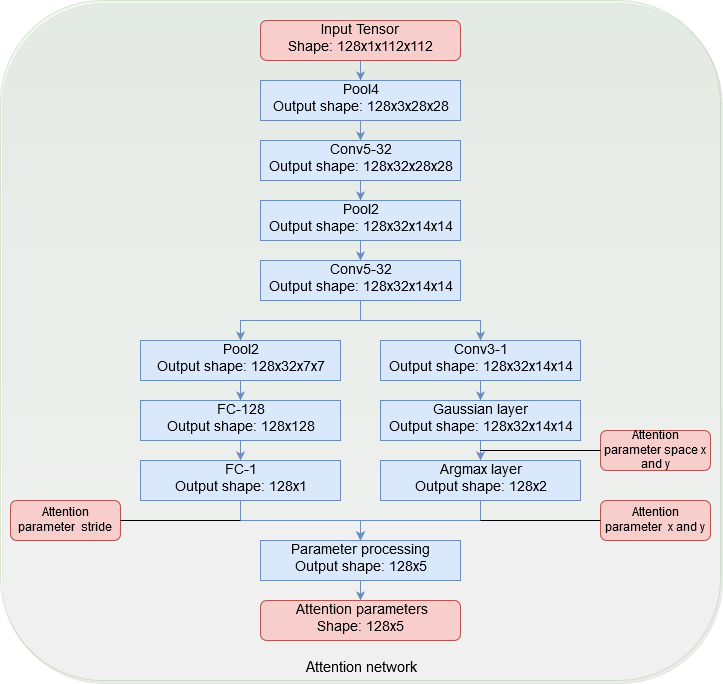 Input Tensor
Shape: 128x1x112x112
Pool4
Output shape: 128x3x28x28
Conv5-32
Output shape: 128x32x28x28
Pool2
Output shape: 128x32x14x14
Conv5-32
Output shape: 128x32x14x14
Pool2
Output shape: 128x32x7x7
Conv3-1
Output shape: 128x32x14x14
FC-128
Output shape: 128x128
Gaussian layer
Output shape: 128x32x14x14
Attention
parameter space x
and y
FC-1
Output shape: 128x1
Argmax layer
Output shape: 128x2
Attention
parameter stride
Attention
parameter x and y
Parameter processing
Output shape: 128x5
Attention parameters
Shape: 128x5
Attention network